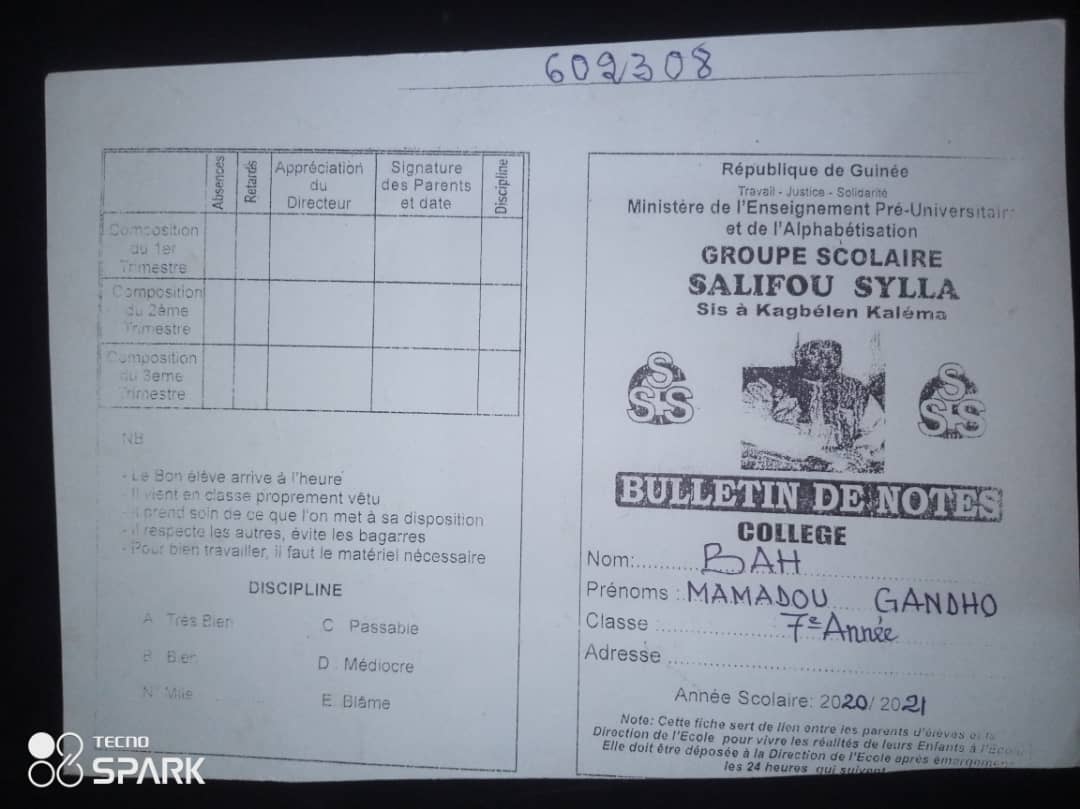 602308
Absences
Retards
Appréciation
du
Directeur
Signature
des Parents
et date
Discipline
Composition
du 1er
Trimestre
Composition
du 2ème
Trimestre
Composition
du 3eme
Trimestre
NB
- Le Bon élève arrive à l'heure
- Il vient en classe proprement vêtu
- Il prend soin de ce que l'on met à sa disposition
- Il respecte les autres, évite les bagarres
- Pour bien travailler, il faut le matériel nécessaire
DISCIPLINE
A Très Bien
C Passable
B Bien
D Médiocre
E Blâme
République de Guinée
Travail - Justice - Solidarité
Ministère de l'Enseignement Pré-Universitaire
et de l'Alphabétisation
GROUPE SCOLAIRE
SALIFOU SYLLA
Sis à Kagbélen Kaléma
S
S S
S
S S
BULLETIN DE NOTES
COLLEGE
Nom: BAH
Prénoms : MAMADOU GANDHO
Classe : 7e Année
Adresse
Année Scolaire: 2020/ 2021
Note: Cette fiche sert de lien entre les parents d'élèves et la
Direction de l'Ecole pour vivre les réalités de leurs Enfants à l'Ecole
Elle doit être déposée à la Direction de l'Ecole après émargement
les 24 heures qui suivent
TECNO
SPARK